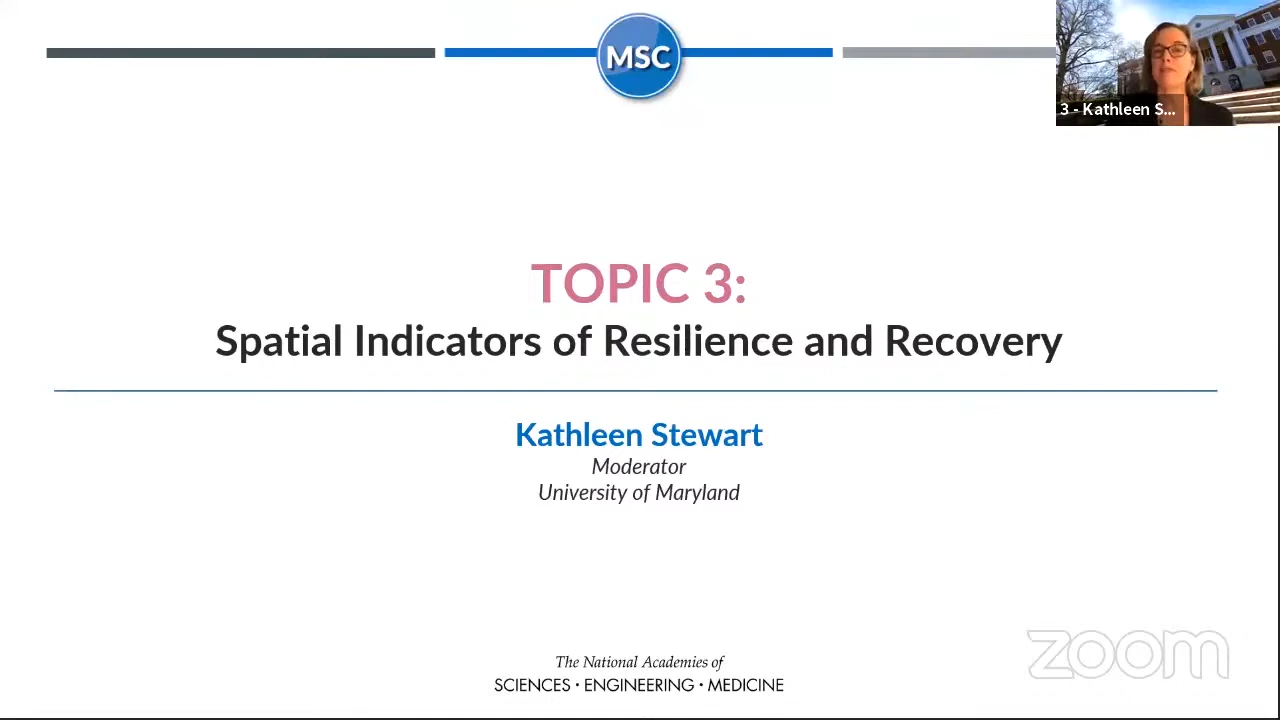 MSC
3 - Kathleen S...
TOPIC 3:
Spatial Indicators of Resilience and Recovery
Kathleen Stewart
Moderator
University of Maryland
The National Academies of
SCIENCES · ENGINEERING · MEDICINE
zoom